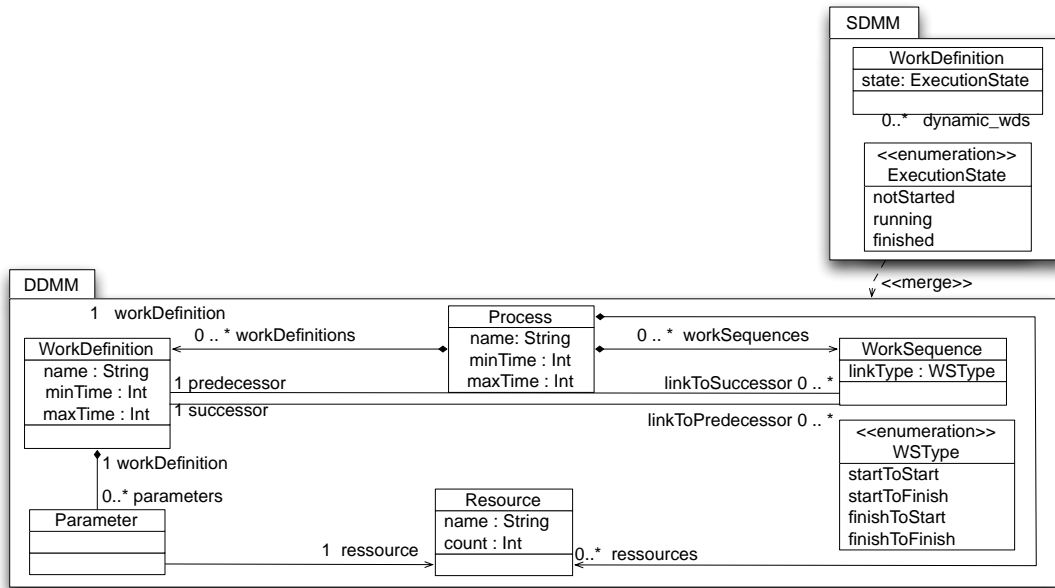 SDMM
WorkDefinition
state: ExecutionState
0..* dynamic_wds
<<enumeration>>
ExecutionState
notStarted
running
finished
<<merge>>
DDMM
1 workDefinition
0 .. * workDefinitions
Process
name: String
minTime : Int
maxTime : Int
0 .. * workSequences
WorkDefinition
name : String
minTime : Int
maxTime : Int
WorkSequence
linkType : WSType
1 predecessor
linkToSuccessor 0 .. *
1 successor
linkToPredecessor 0 .. *
<<enumeration>>
WSType
startToStart
startToFinish
finishToStart
finishToFinish
1 workDefinition
0..* parameters
Parameter
Resource
name : String
count : Int
1 ressource
0..* ressources